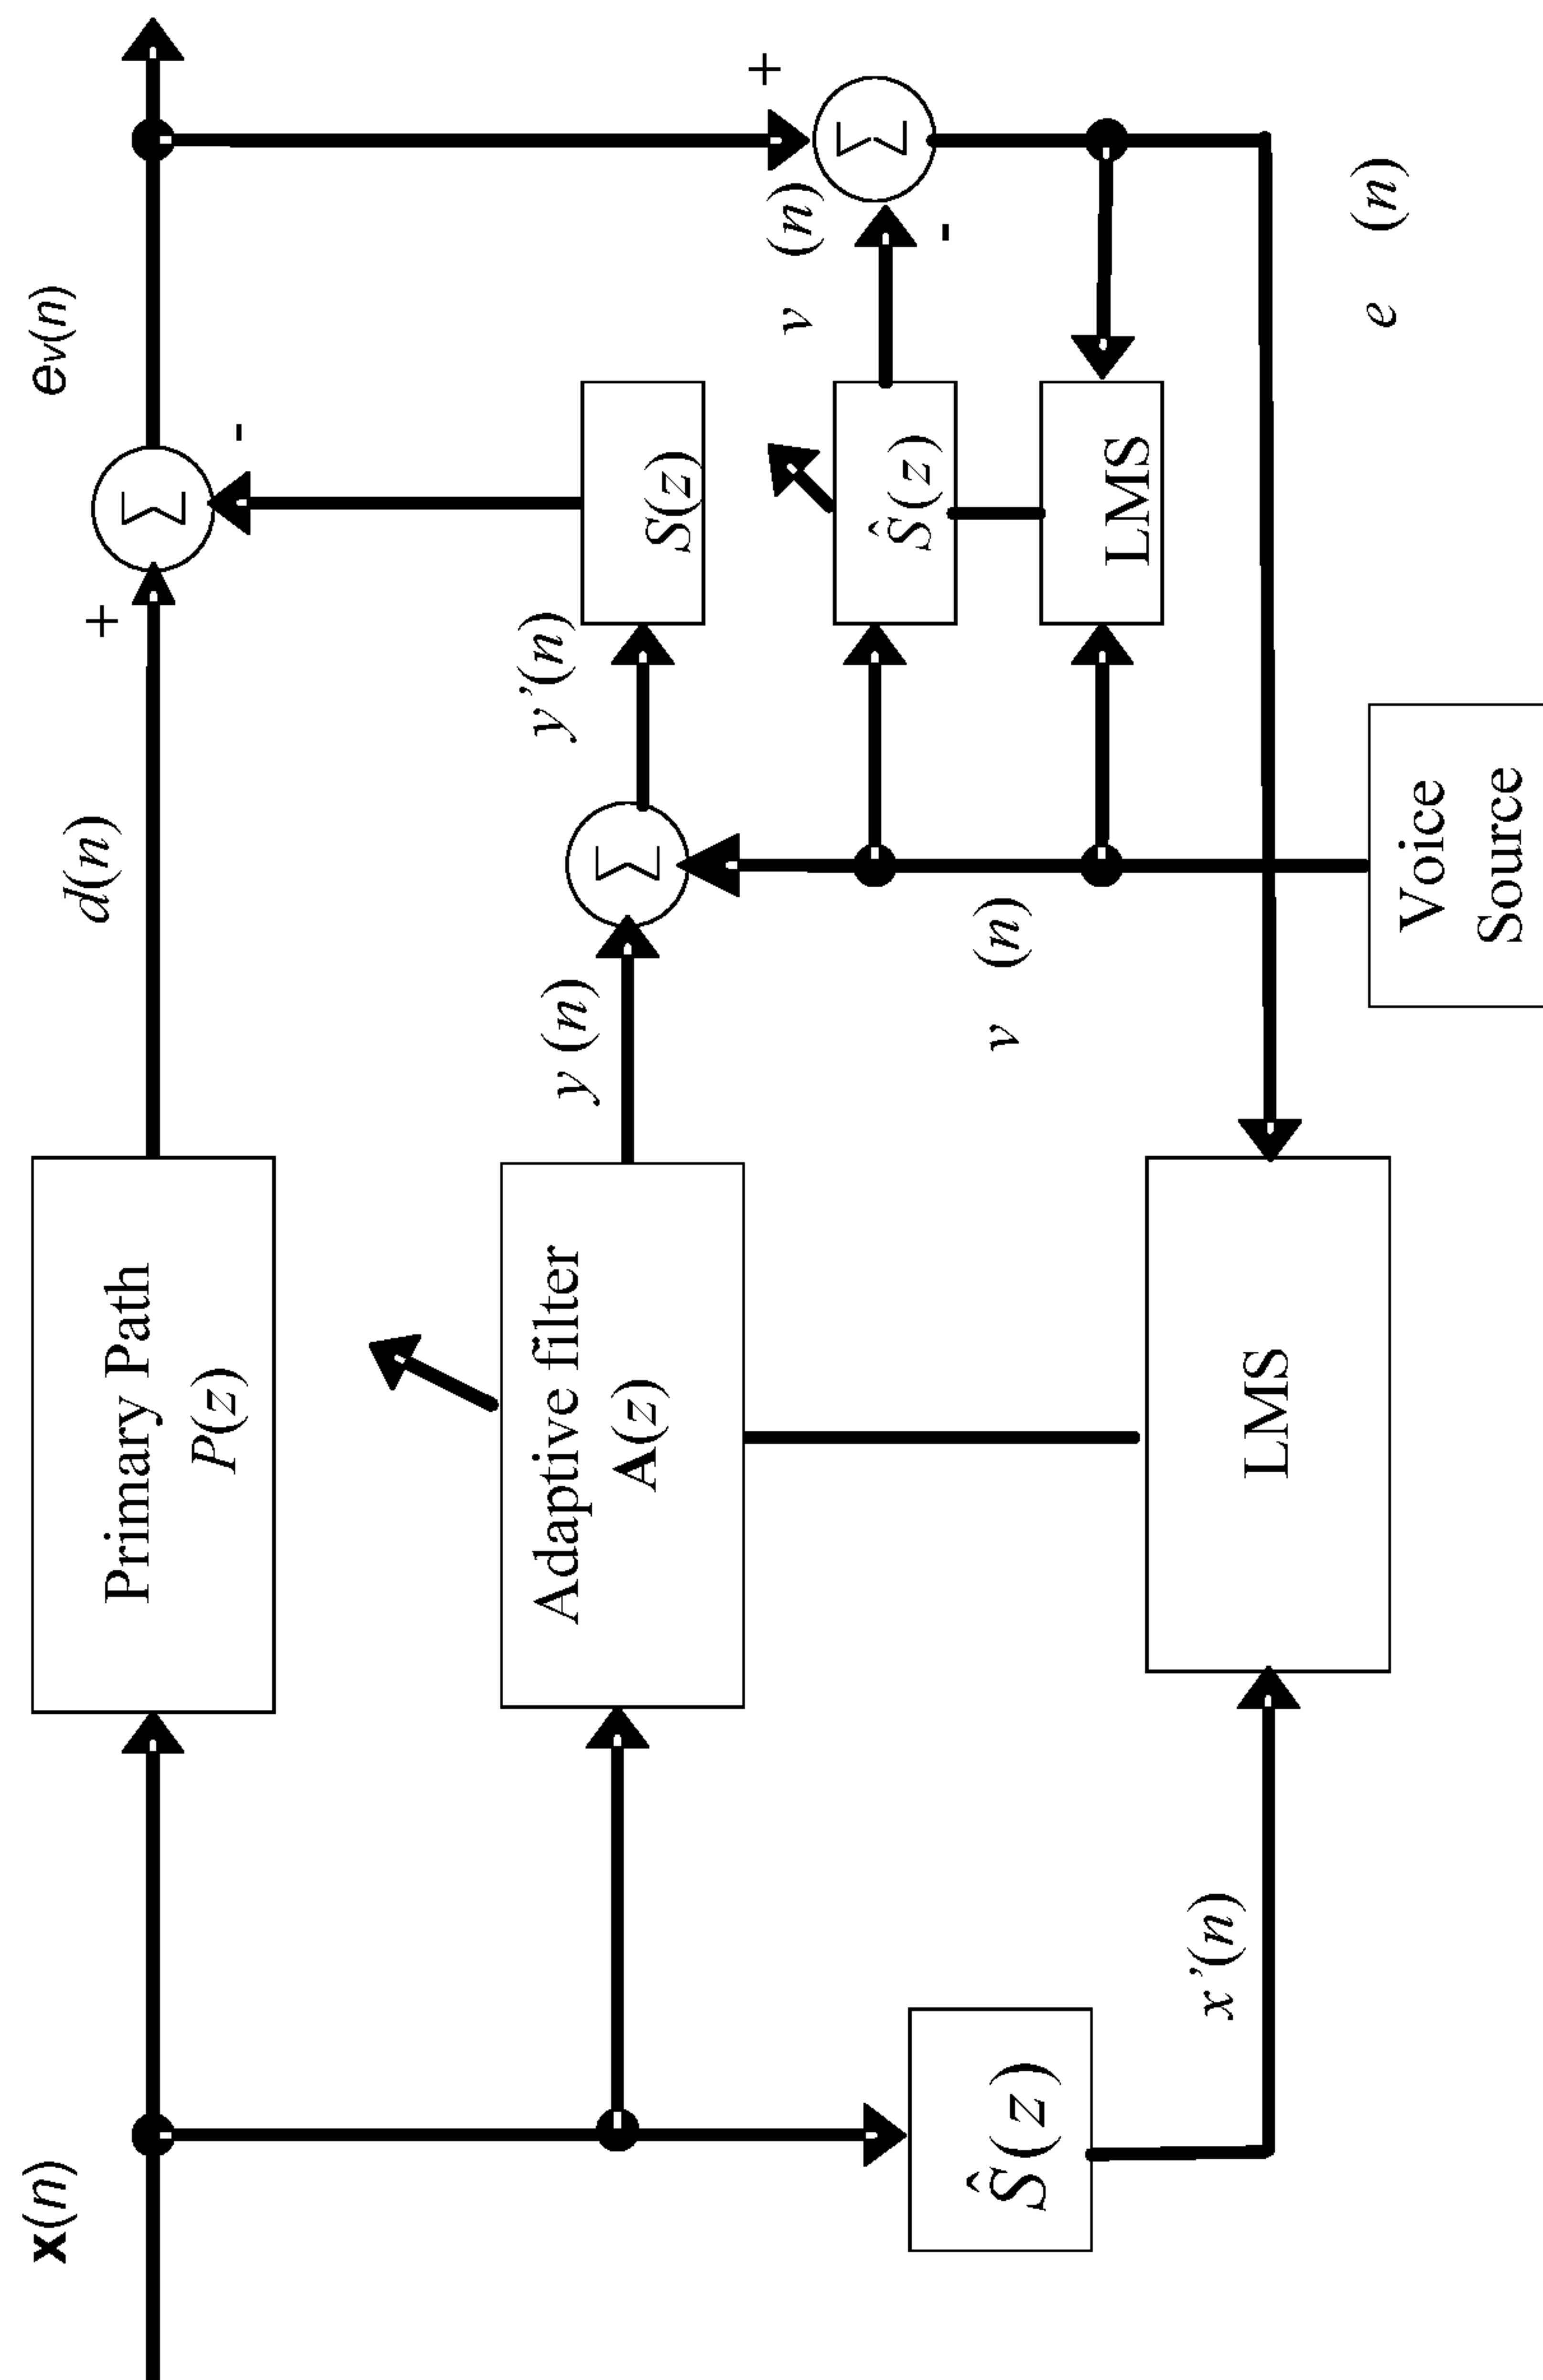 x(n)
Primary Path
P(z)
d(n)
+
Σ
-
ev(n)
Adaptive filter
A(z)
y (n)
Σ
y'(n)
S(z)
+
Σ
-
v (n)
Ŝ(z)
LMS
v (n)
Ŝ(z)
x'(n)
LMS
e (n)
Voice
Source